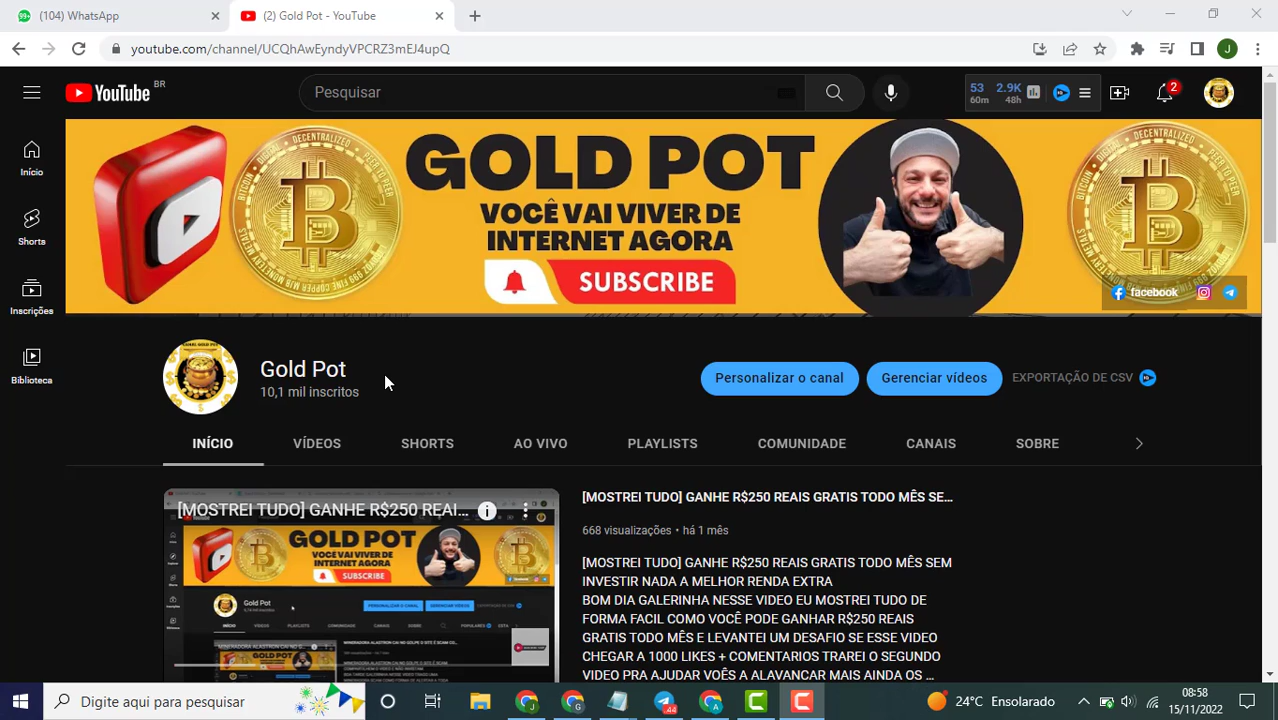 (104) WhatsApp
(2) Gold Pot - YouTube
youtube.com/channel/UCQhAwEyndyVPCRZ3mEJ4upQ
J
YouTube BR
Pesquisar
53 2.9K
60m 48h
2
Início
Shorts
Inscrições
Biblioteca
GOLD POT
VOCÊ VAI VIVER DE
INTERNET AGORA
SUBSCRIBE
facebook
Gold Pot
10,1 mil inscritos
Personalizar o canal
Gerenciar vídeos
EXPORTAÇÃO DE CSV
INÍCIO
VÍDEOS
SHORTS
AO VIVO
PLAYLISTS
COMUNIDADE
CANAIS
SOBRE
[MOSTREI TUDO] GANHE R$250 REAI...
GOLD POT
VOCÊ VAI VIVER DE
INTERNET AGORA
SUBSCRIBE
Gold Pot
[MOSTREI TUDO] GANHE R$250 REAIS GRATIS TODO MÊS SE...
668 visualizações • há 1 mês
[MOSTREI TUDO] GANHE R$250 REAIS GRATIS TODO MÊS SEM
INVESTIR NADA A MELHOR RENDA EXTRA
BOM DIA GALERINHA NESSE VIDEO EU MOSTREI TUDO DE
FORMA FACIL COMO VOCÊ PODE GANHAR R$250 REAIS
GRATIS TODO MÊS E LEVANTEI UM DESAFIO SE ESSE VIDEO
CHEGAR A 1000 LIKES + COMENTARIOS TRAREI O SEGUNDO
VIDEO PRA AJUDAR VOÊS A ALAVANÇAR MAIS AINDA OS ...
Digite aqui para pesquisar
24°C Ensolarado
08:58
15/11/2022